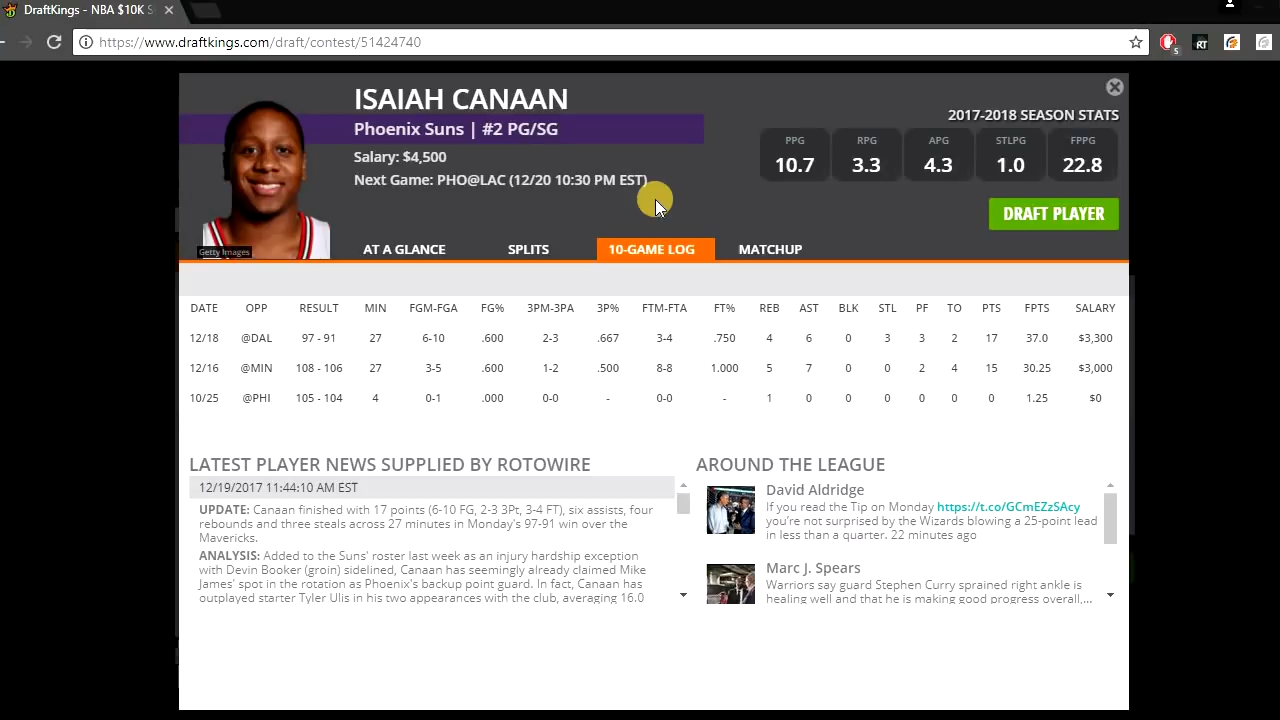 DraftKings - NBA $10K S
https://www.draftkings.com/draft/contest/51424740
5
RT
ISAIAH CANAAN
Phoenix Suns | #2 PG/SG
Salary: $4,500
Next Game: PHO@LAC (12/20 10:30 PM EST)
2017-2018 SEASON STATS
PPG RPG APG STLPG FPPG
10.7 3.3 4.3 1.0 22.8
DRAFT PLAYER
Getty Images
AT A GLANCE SPLITS 10-GAME LOG MATCHUP
DATE OPP RESULT MIN FGM-FGA FG% 3PM-3PA 3P% FTM-FTA FT% REB AST BLK STL PF TO PTS FPTS SALARY
12/18 @DAL 97 - 91 27 6-10 .600 2-3 .667 3-4 .750 4 6 0 3 3 2 17 37.0 $3,300
12/16 @MIN 108 - 106 27 3-5 .600 1-2 .500 8-8 1.000 5 7 0 0 2 4 15 30.25 $3,000
10/25 @PHI 105 - 104 4 0-1 .000 0-0 - 0-0 - 1 0 0 0 0 0 0 1.25 $0
LATEST PLAYER NEWS SUPPLIED BY ROTOWIRE
12/19/2017 11:44:10 AM EST
UPDATE: Canaan finished with 17 points (6-10 FG, 2-3 3Pt, 3-4 FT), six assists, four
rebounds and three steals across 27 minutes in Monday's 97-91 win over the
Mavericks.
ANALYSIS: Added to the Suns' roster last week as an injury hardship exception
with Devin Booker (groin) sidelined, Canaan has seemingly already claimed Mike
James' spot in the rotation as Phoenix's backup point guard. In fact, Canaan has
outplayed starter Tyler Ulis in his two appearances with the club, averaging 16.0
AROUND THE LEAGUE
David Aldridge
If you read the Tip on Monday https://t.co/GCmEZzSAcy
you're not surprised by the Wizards blowing a 25-point lead
in less than a quarter. 22 minutes ago
Marc J. Spears
Warriors say guard Stephen Curry sprained right ankle is
healing well and that he is making good progress overall,...